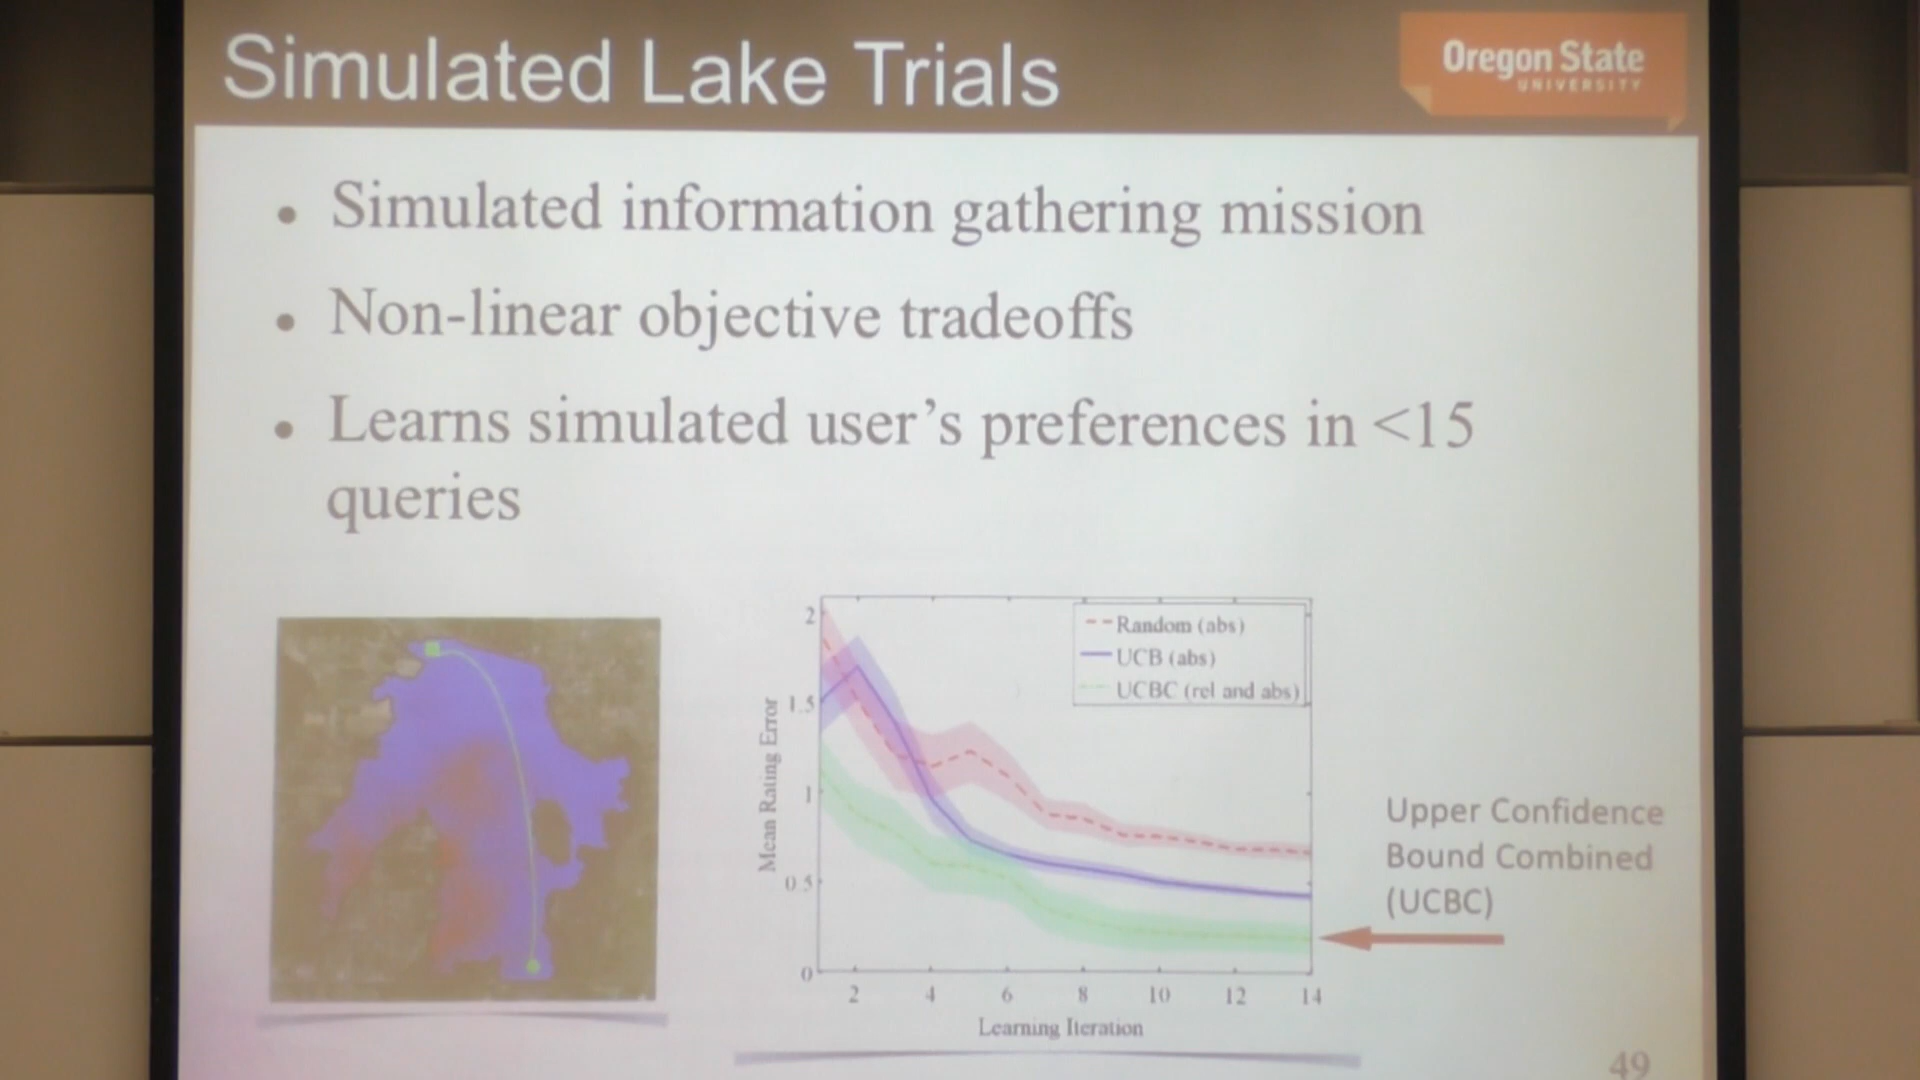 Simulated Lake Trials
Oregon State
UNIVERSITY
• Simulated information gathering mission
• Non-linear objective tradeoffs
• Learns simulated user's preferences in <15
queries
2
1.5
1
0.5
0
Mean Rating Error
Random (abs)
UCB (abs)
UCBC (rel and abs)
2 4 6 8 10 12 14
Learning Iteration
Upper Confidence
Bound Combined
(UCBC)
49